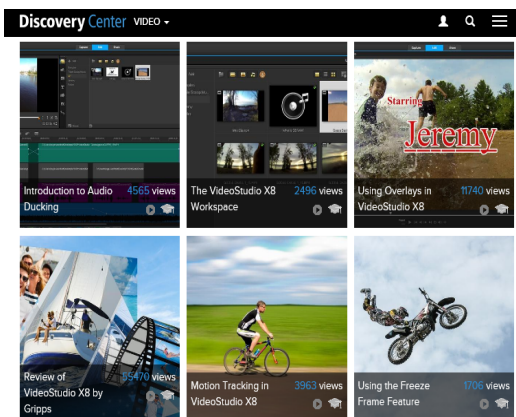 Discovery Center VIDEO
Starring
Jeremy
Introduction to Audio 4565 views
Ducking
The VideoStudio X8 2496 views
Workspace
Using Overlays in 11740 views
VideoStudio X8
Review of 55470 views
VideoStudio X8 by
Gripps
Motion Tracking in 3963 views
VideoStudio X8
Using the Freeze 1706 views
Frame Feature